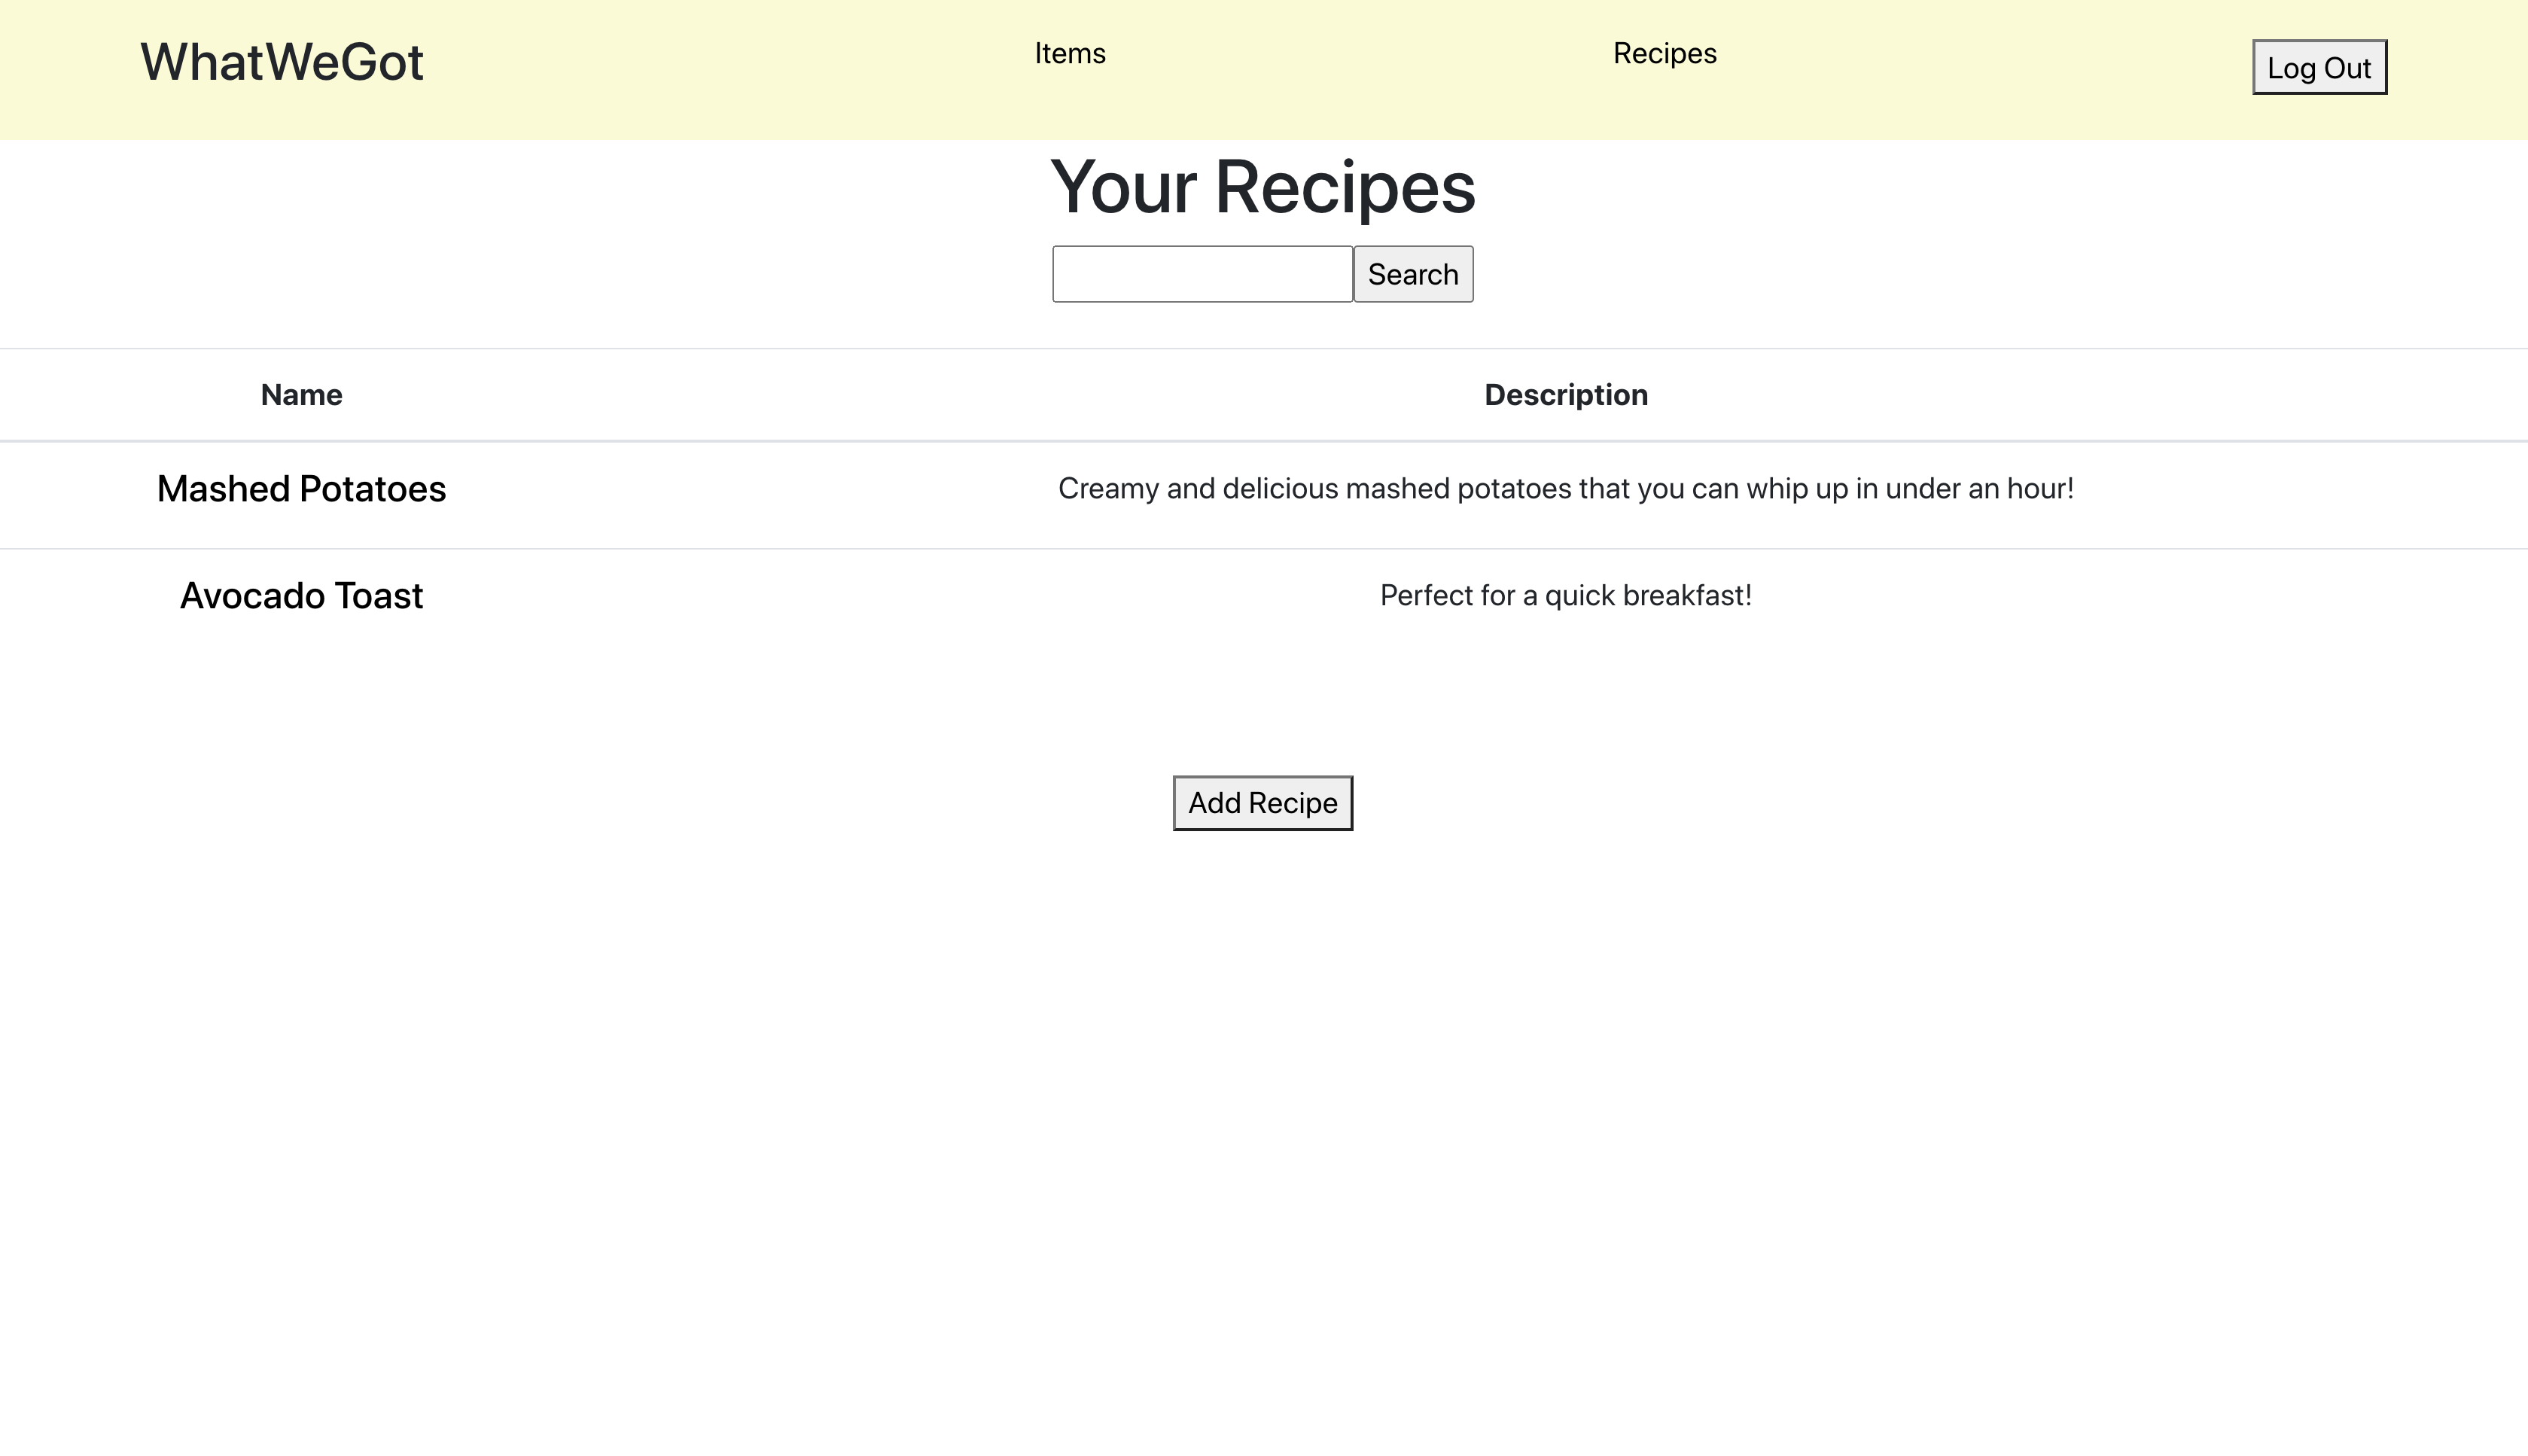 WhatWeGot Items Recipes Log Out
Your Recipes
Search
Name Description
Mashed Potatoes Creamy and delicious mashed potatoes that you can whip up in under an hour!
Avocado Toast Perfect for a quick breakfast!
Add Recipe